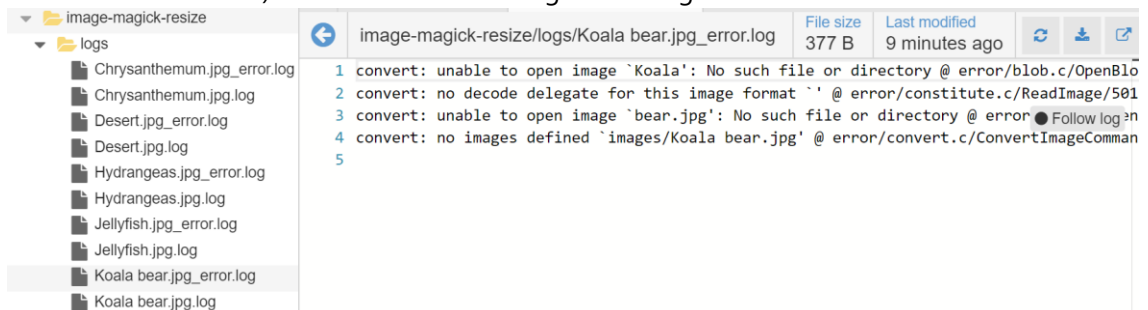 image-magick-resize
logs
Chrysanthemum.jpg_error.log
Chrysanthemum.jpg.log
Desert.jpg_error.log
Desert.jpg.log
Hydrangeas.jpg_error.log
Hydrangeas.jpg.log
Jellyfish.jpg_error.log
Jellyfish.jpg.log
Koala bear.jpg_error.log
Koala bear.jpg.log
image-magick-resize/logs/Koala bear.jpg_error.log
File size
377 B
Last modified
9 minutes ago
1 convert: unable to open image `Koala': No such file or directory @ error/blob.c/OpenBlo
2 convert: no decode delegate for this image format `' @ error/constitute.c/ReadImage/501
3 convert: unable to open image `bear.jpg': No such file or directory @ error
Follow log
4 convert: no images defined `images/Koala bear.jpg' @ error/convert.c/ConvertImageComman
5